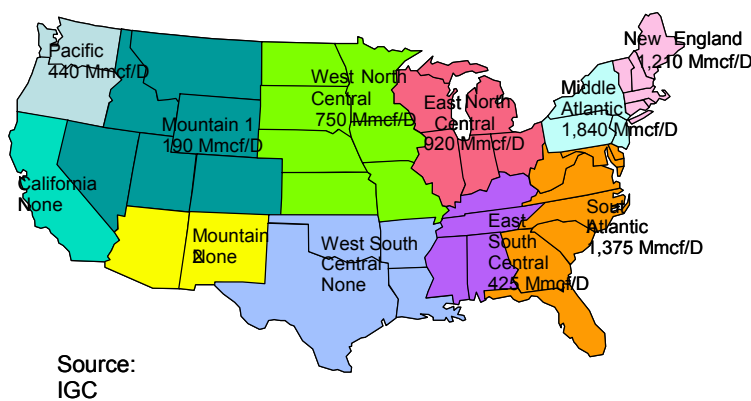 Pacific
440 Mmcf/D
Mountain 1
190 Mmcf/D
California
None
Mountain
2
None
West North
Central
750 Mmcf/D
West South
Central
None
East North
Central
920 Mmcf/D
East
South
Central
425 Mmcf/D
New England
1,210 Mmcf/D
Middle
Atlantic
1,840 Mmcf/D
Atlantic
1,375 Mmcf/D
Source:
IGC